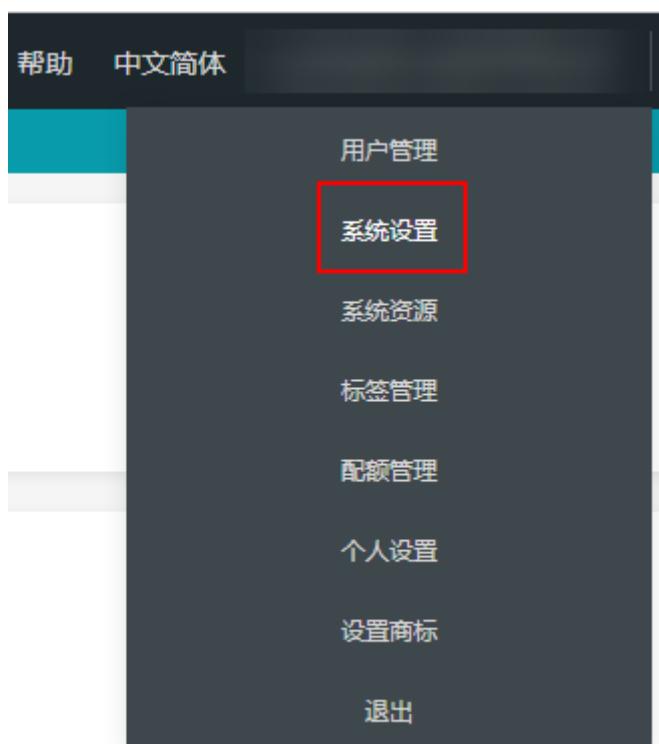 帮助 中文简体
用户管理
系统设置
系统资源
标签管理
配额管理
个人设置
设置商标
退出